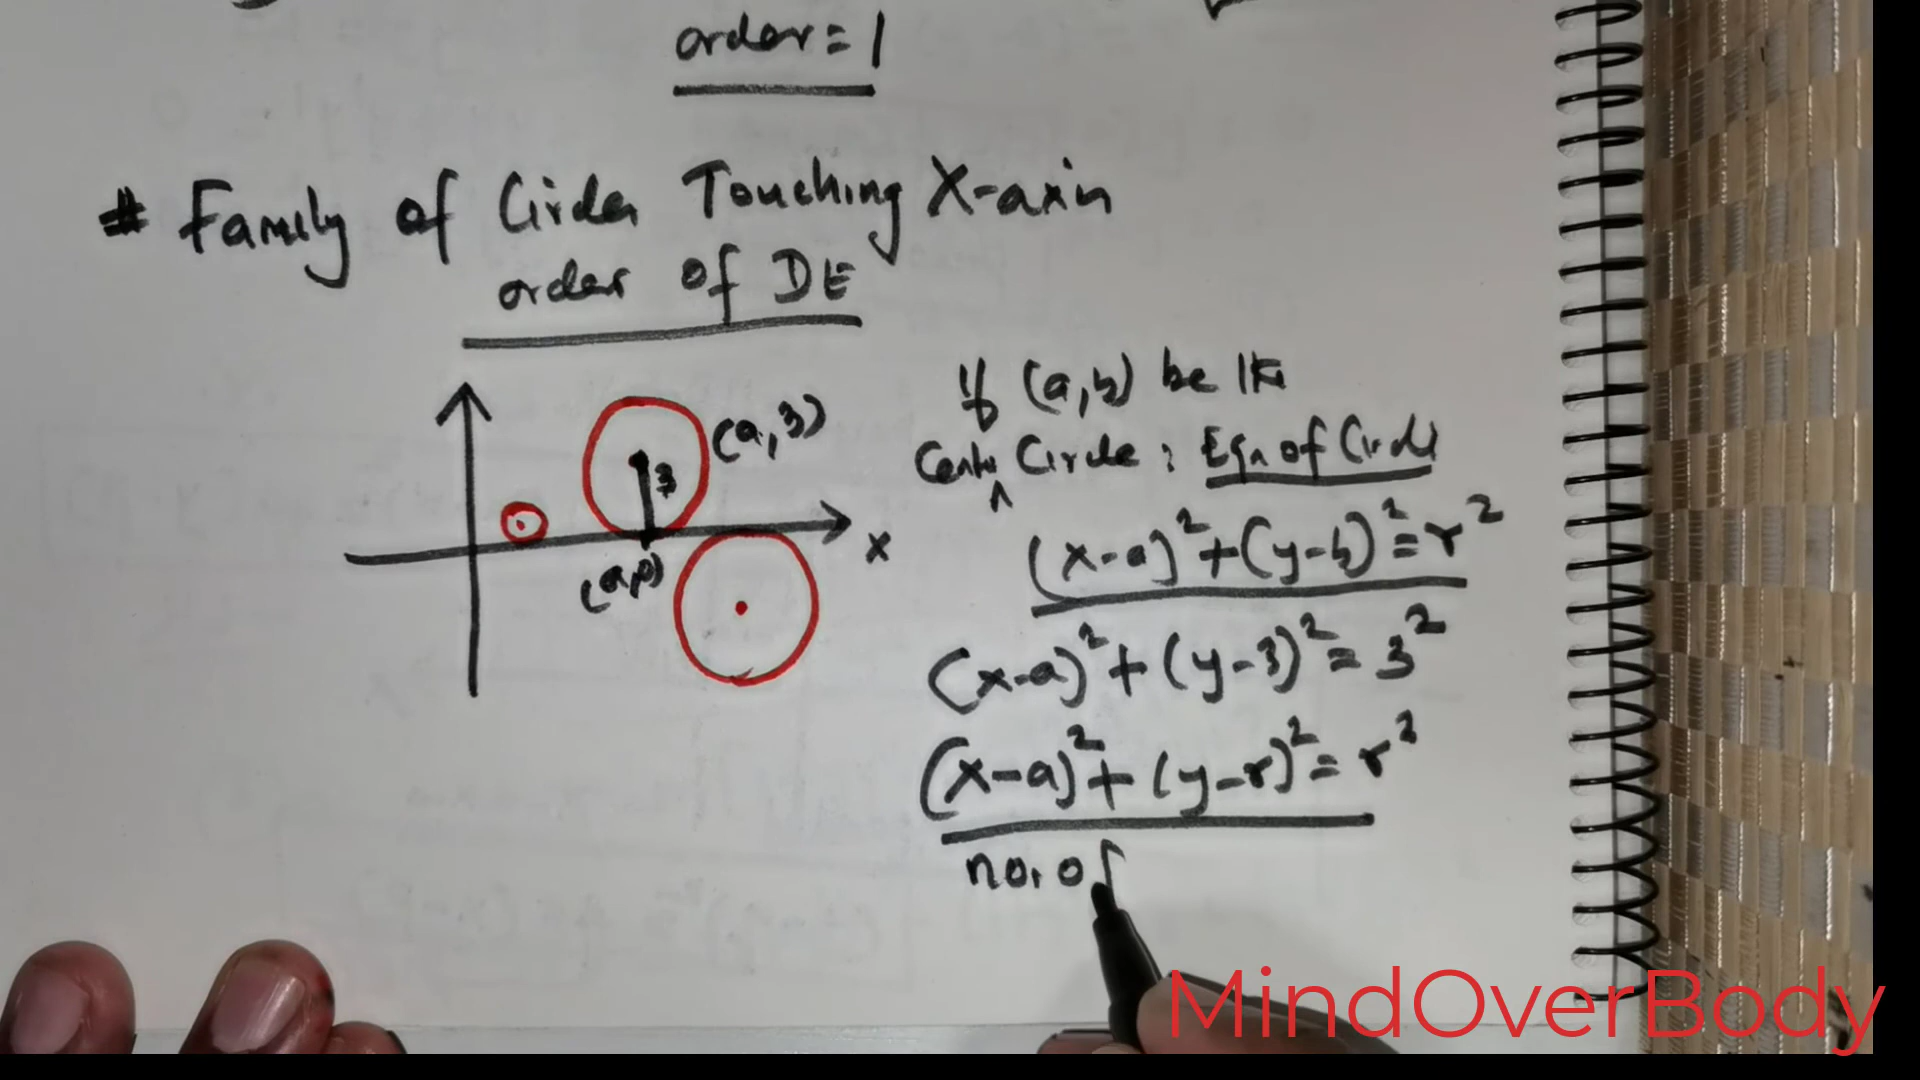 order = 1
# Family of Circles Touching X-axis
order of DE
If (a,b) be the
Centre Circle : Eqn of Circle
^
(x-a)²+(y-b)²=r²
(x-a)²+(y-3)²=3²
(x-a)²+(y-r)²=r²
no. of
(a,3)
3
x
(a,0)
MindOverBody